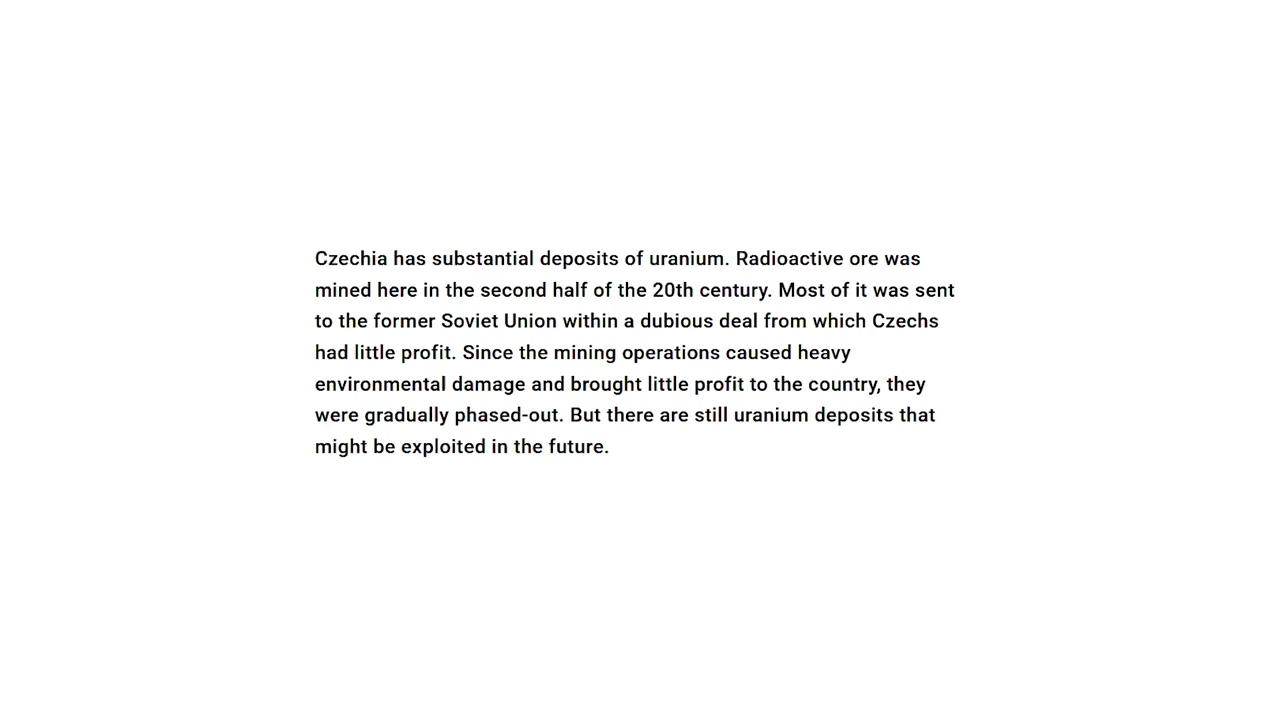 Czechia has substantial deposits of uranium. Radioactive ore was
mined here in the second half of the 20th century. Most of it was sent
to the former Soviet Union within a dubious deal from which Czechs
had little profit. Since the mining operations caused heavy
environmental damage and brought little profit to the country, they
were gradually phased-out. But there are still uranium deposits that
might be exploited in the future.